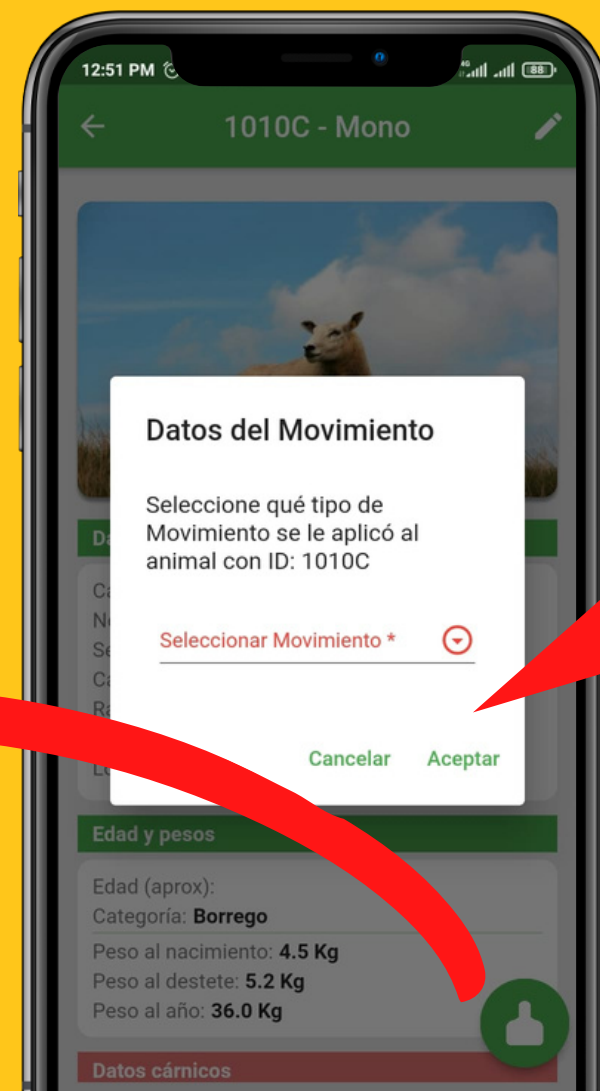 12:51 PM
4G
88
1010C - Mono
Datos del Movimiento
Seleccione qué tipo de
Movimiento se le aplicó al
animal con ID: 1010C
Seleccionar Movimiento *
Cancelar Aceptar
Edad y pesos
Edad (aprox):
Categoría: Borrego
Peso al nacimiento: 4.5 Kg
Peso al destete: 5.2 Kg
Peso al año: 36.0 Kg
Datos cárnicos